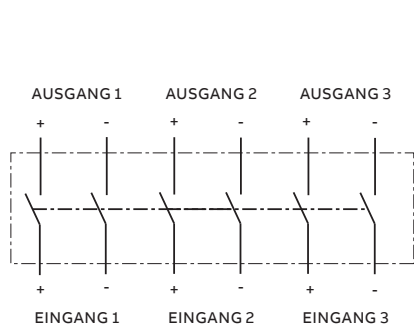 AUSGANG 1 AUSGANG 2 AUSGANG 3
+ - + - + -
+ - + - + -
EINGANG 1 EINGANG 2 EINGANG 3